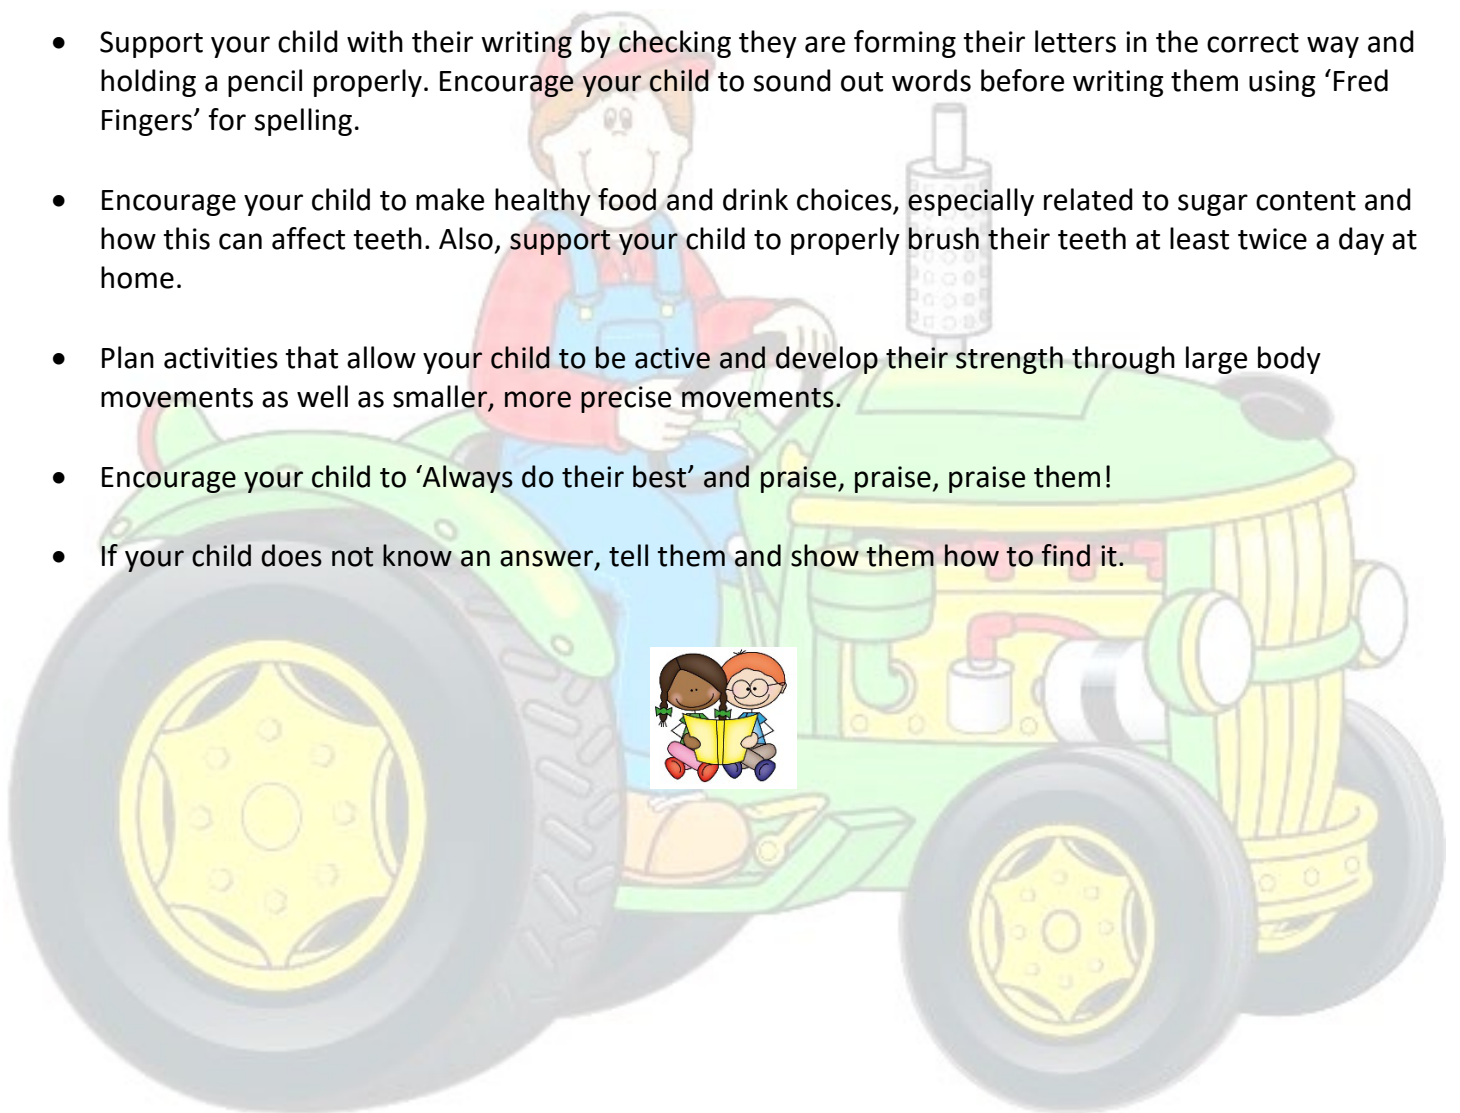 • Support your child with their writing by checking they are forming their letters in the correct way and
holding a pencil properly. Encourage your child to sound out words before writing them using ‘Fred
Fingers’ for spelling.
• Encourage your child to make healthy food and drink choices, especially related to sugar content and
how this can affect teeth. Also, support your child to properly brush their teeth at least twice a day at
home.
• Plan activities that allow your child to be active and develop their strength through large body
movements as well as smaller, more precise movements.
• Encourage your child to ‘Always do their best’ and praise, praise, praise them!
• If your child does not know an answer, tell them and show them how to find it.